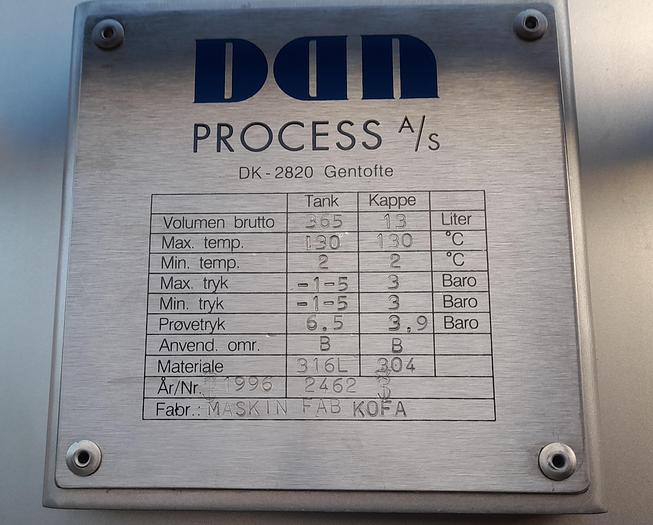 Dan
PROCESS A/S
DK-2820 Gentofte
Tank Kappe
Volumen brutto 365 13 Liter
Max. temp. 130 130 °C
Min. temp. 2 2 °C
Max. tryk -1-5 3 Baro
Min. tryk -1-5 3 Baro
Prøvetryk 6.5 3,9 Baro
Anvend. omr. B B
Materiale 316L 304
År/Nr. 1996 2462
Fabr.: MASKIN FAB KOFA